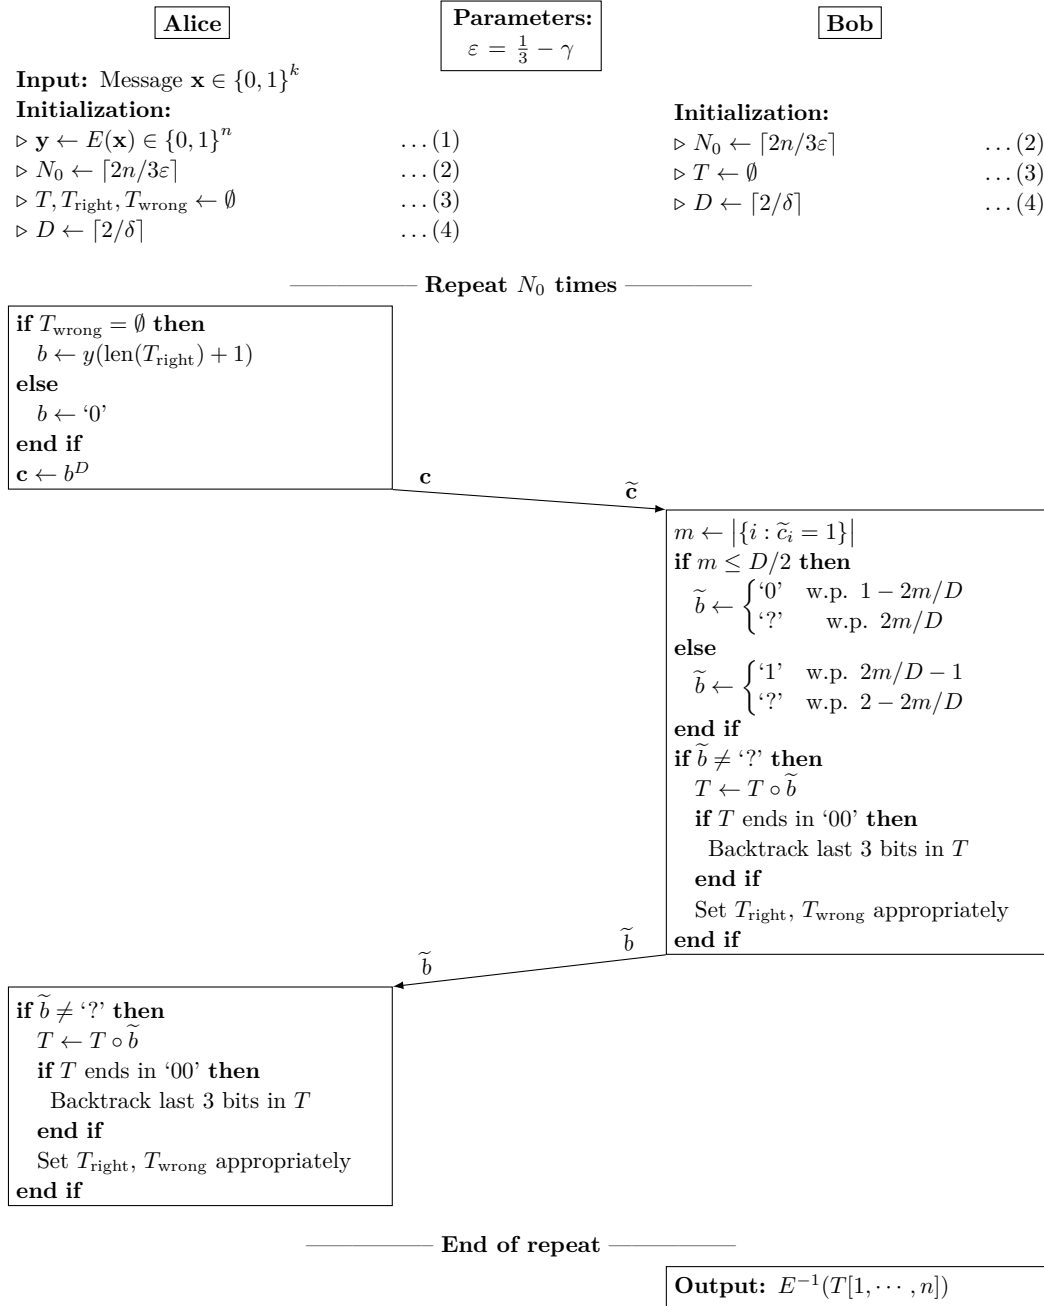 Alice
Parameters:
ε = 1/3 − γ
Bob
Input: Message x ∈ {0, 1}^k
Initialization:
▷ y ← E(x) ∈ {0, 1}^n …(1)
▷ N_0 ← ⌈2n/3ε⌉ …(2)
▷ T, T_right, T_wrong ← ∅ …(3)
▷ D ← ⌈2/δ⌉ …(4)
Initialization:
▷ N_0 ← ⌈2n/3ε⌉ …(2)
▷ T ← ∅ …(3)
▷ D ← ⌈2/δ⌉ …(4)
Repeat N_0 times
if T_wrong = ∅ then
b ← y(len(T_right) + 1)
else
b ← ‘0’
end if
c ← b^D
c
c̃
m ← |{i : c̃_i = 1}|
if m ≤ D/2 then
b̃ ← { ‘0’ w.p. 1 − 2m/D
‘?’ w.p. 2m/D
else
b̃ ← { ‘1’ w.p. 2m/D − 1
‘?’ w.p. 2 − 2m/D
end if
if b̃ ≠ ‘?’ then
T ← T ∘ b̃
if T ends in ‘00’ then
Backtrack last 3 bits in T
end if
Set T_right, T_wrong appropriately
end if
b̃
b̃
if b̃ ≠ ‘?’ then
T ← T ∘ b̃
if T ends in ‘00’ then
Backtrack last 3 bits in T
end if
Set T_right, T_wrong appropriately
end if
End of repeat
Output: E^{−1}(T[1, ⋯ , n])